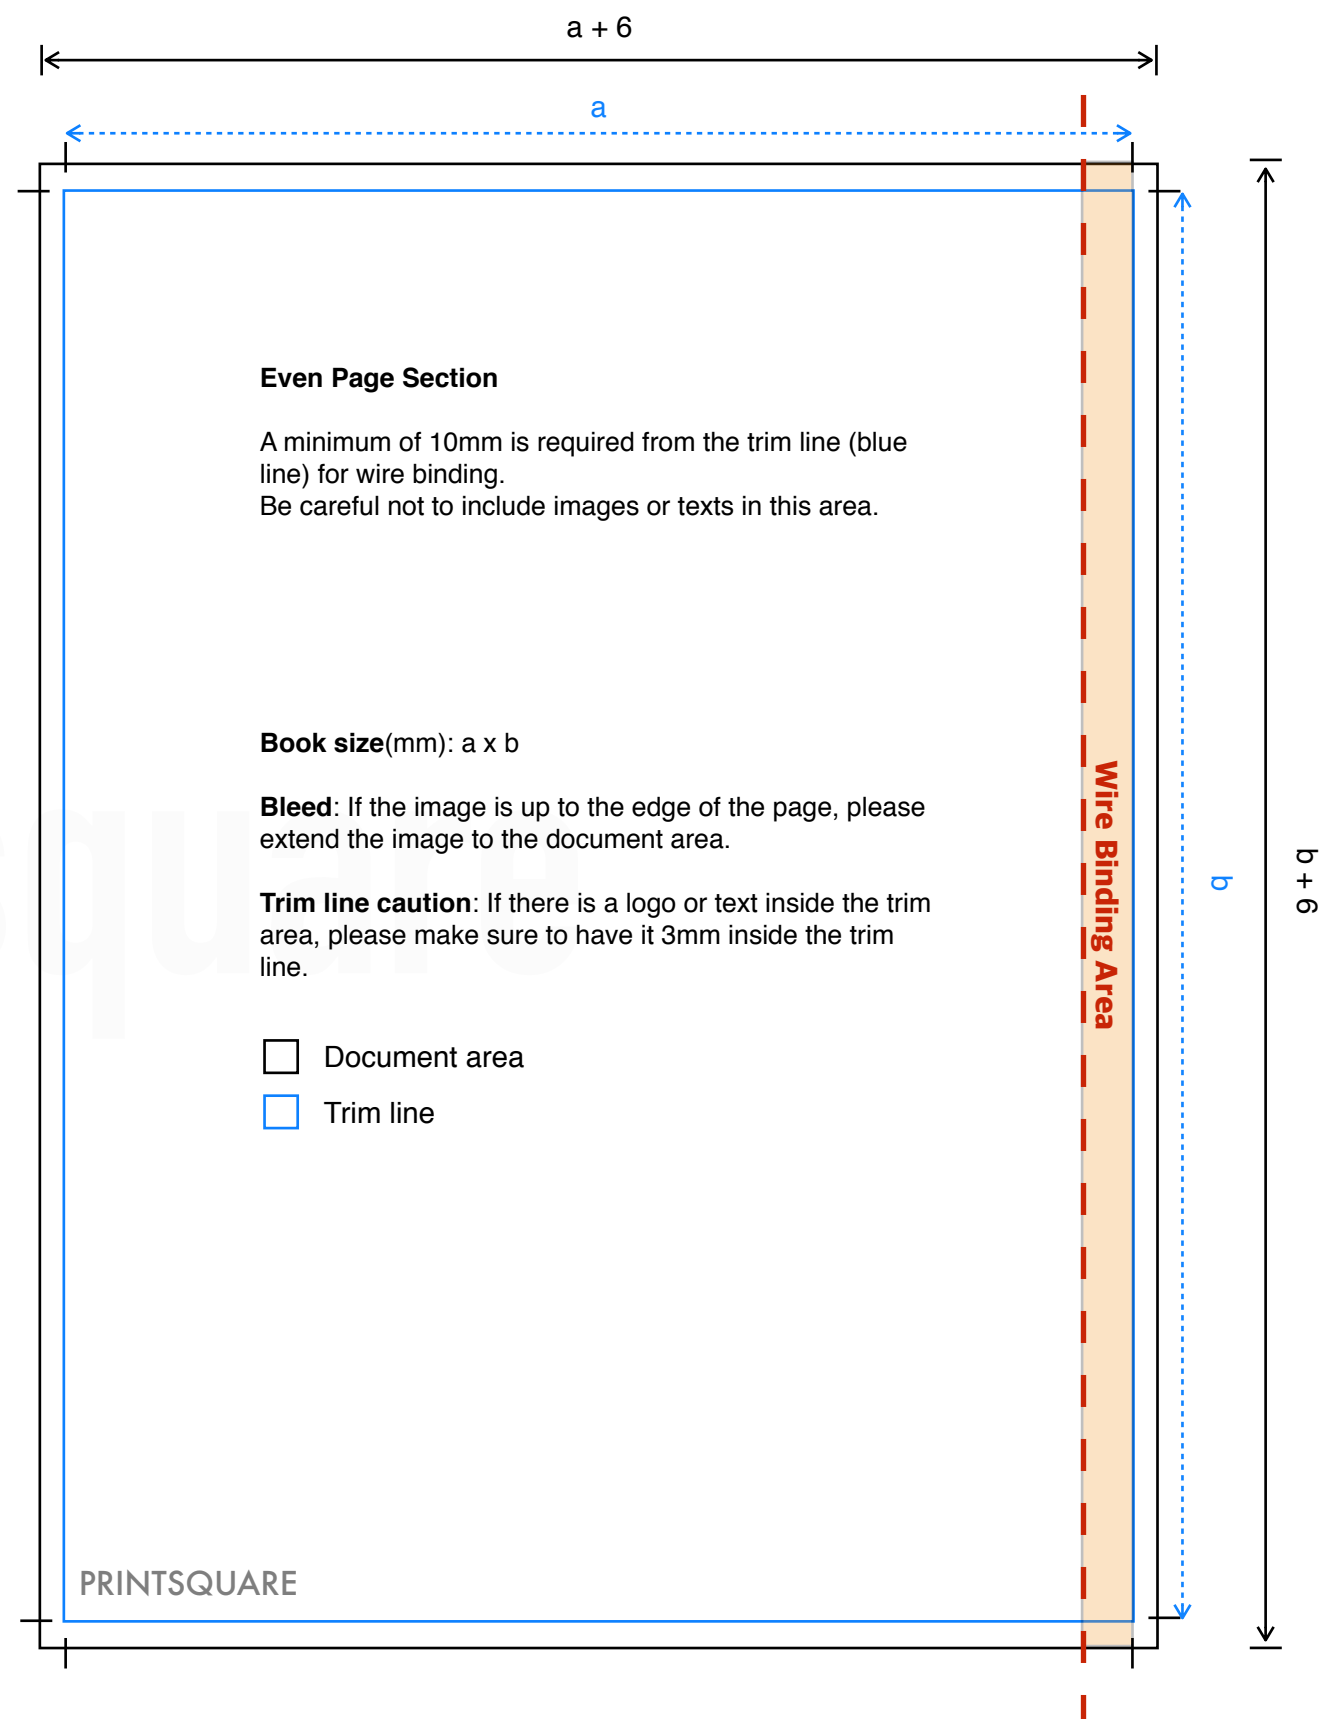 a + 6
a
Even Page Section
A minimum of 10mm is required from the trim line (blue
line) for wire binding.
Be careful not to include images or texts in this area.
Book size(mm): a x b
Bleed: If the image is up to the edge of the page, please
extend the image to the document area.
Trim line caution: If there is a logo or text inside the trim
area, please make sure to have it 3mm inside the trim
line.
Document area
Trim line
Wire Binding Area
b
b + 6
square
PRINTSQUARE